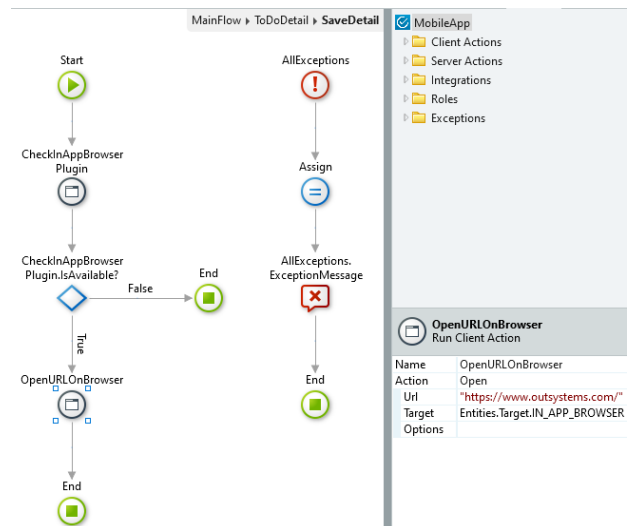 MainFlow ▸ ToDoDetail ▸ SaveDetail
Start
CheckInAppBrowser
Plugin
CheckInAppBrowser
Plugin.IsAvailable?
False
End
True
OpenURLOnBrowser
End
AllExceptions
Assign
AllExceptions.
ExceptionMessage
End
MobileApp
Client Actions
Server Actions
Integrations
Roles
Exceptions
OpenURLOnBrowser
Run Client Action
Name OpenURLOnBrowser
Action Open
Url "https://www.outsystems.com/"
Target Entities.Target.IN_APP_BROWSER
Options